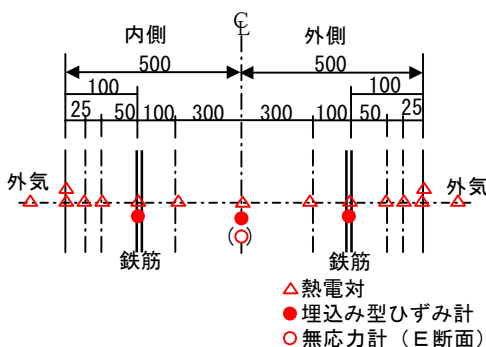 ℄
内側 外側
500 500
100 100
25 50 100 300 300 100 50 25
外気 外気
( )
鉄筋 鉄筋
△熱電対
●埋込み型ひずみ計
○無応力計（E断面）